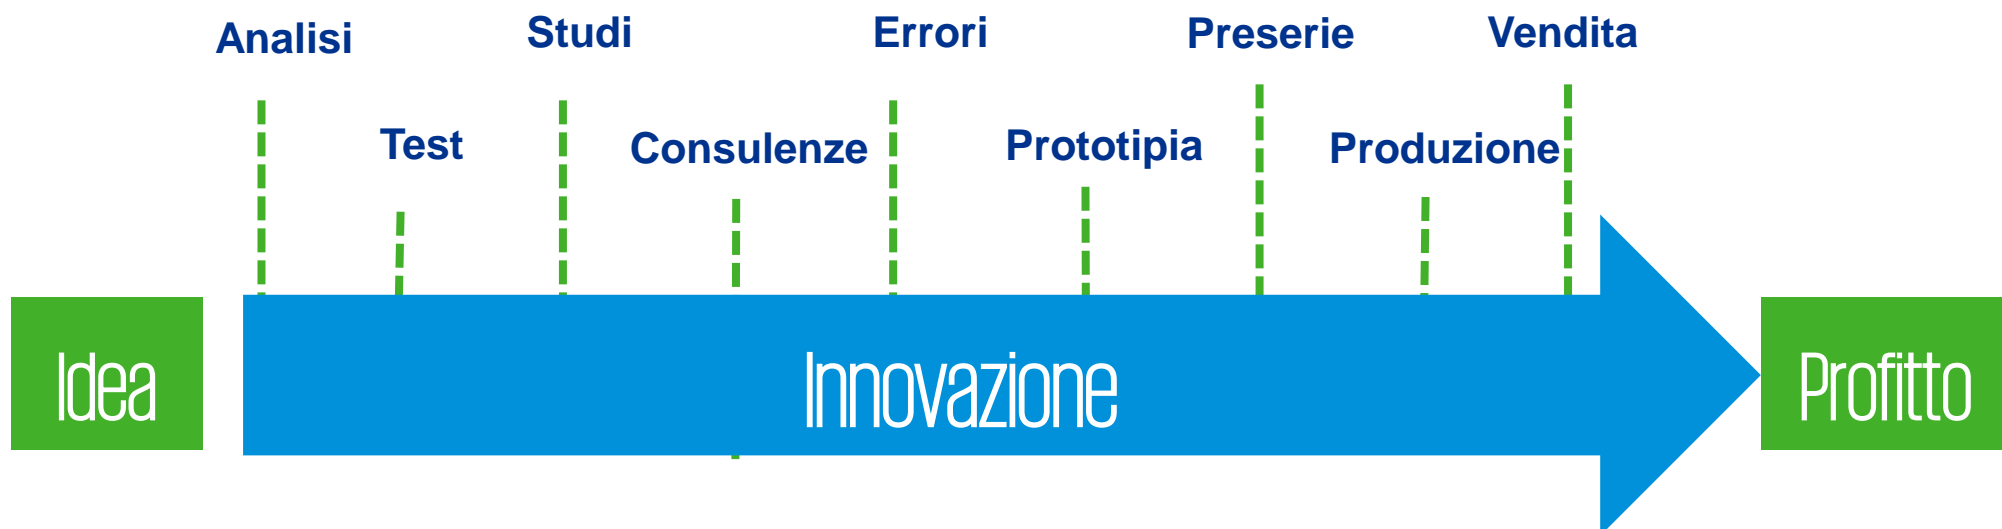 Analisi
Studi
Errori
Preserie
Vendita
Test
Consulenze
Prototipia
Produzione
Idea
Innovazione
Profitto